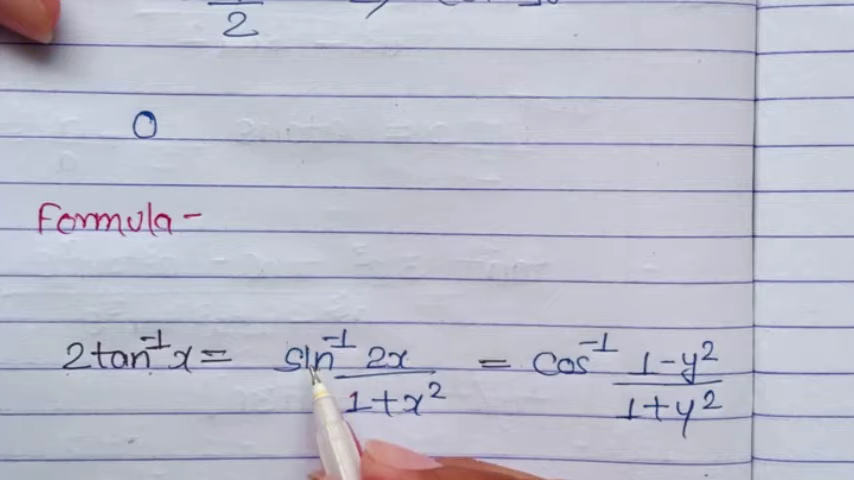 2
0
Formula -
2tan⁻¹x = sin⁻¹ 2x/1+x² = cos⁻¹ 1-y²/1+y²